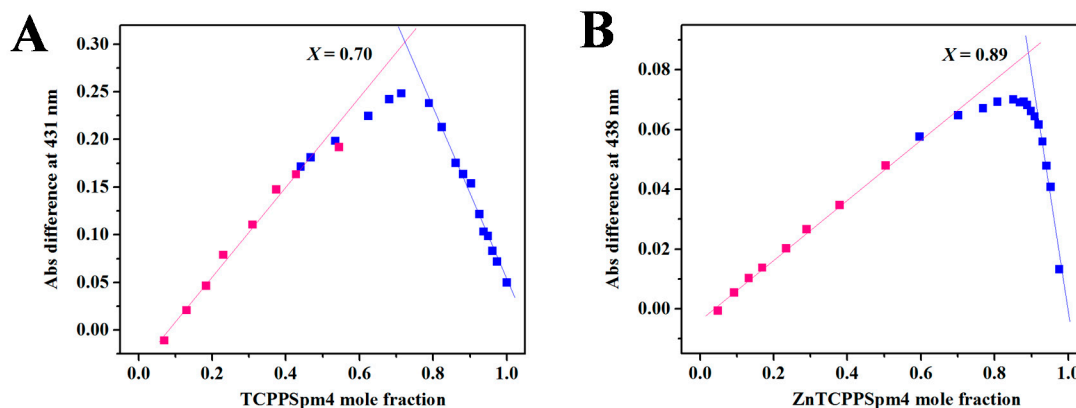 A
0.30
0.25
0.20
0.15
0.10
0.05
0.00
Abs difference at 431 nm
X = 0.70
0.0 0.2 0.4 0.6 0.8 1.0
TCPPSpm4 mole fraction
B
0.08
0.06
0.04
0.02
0.00
Abs difference at 438 nm
X = 0.89
0.0 0.2 0.4 0.6 0.8 1.0
ZnTCPPSpm4 mole fraction